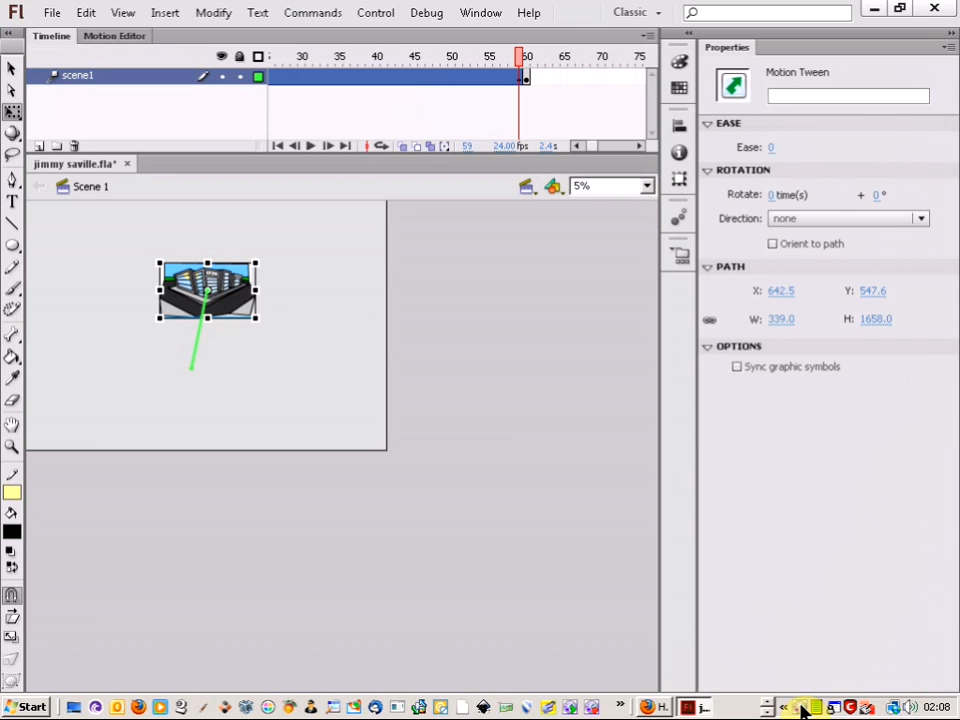 Fl File Edit View Insert Modify Text Commands Control Debug Window Help Classic
Timeline Motion Editor
30 35 40 45 50 55 60 65 70 75
scene1
59 24.00fps 2.4s
jimmy saville.fla* ×
Scene 1 5%
Properties
Motion Tween
EASE
Ease: 0
ROTATION
Rotate: 0 time(s) + 0 °
Direction: none
Orient to path
PATH
X: 642.5 Y: 547.6
W: 339.0 H: 1658.0
OPTIONS
Sync graphic symbols
Start H. j... 02:08